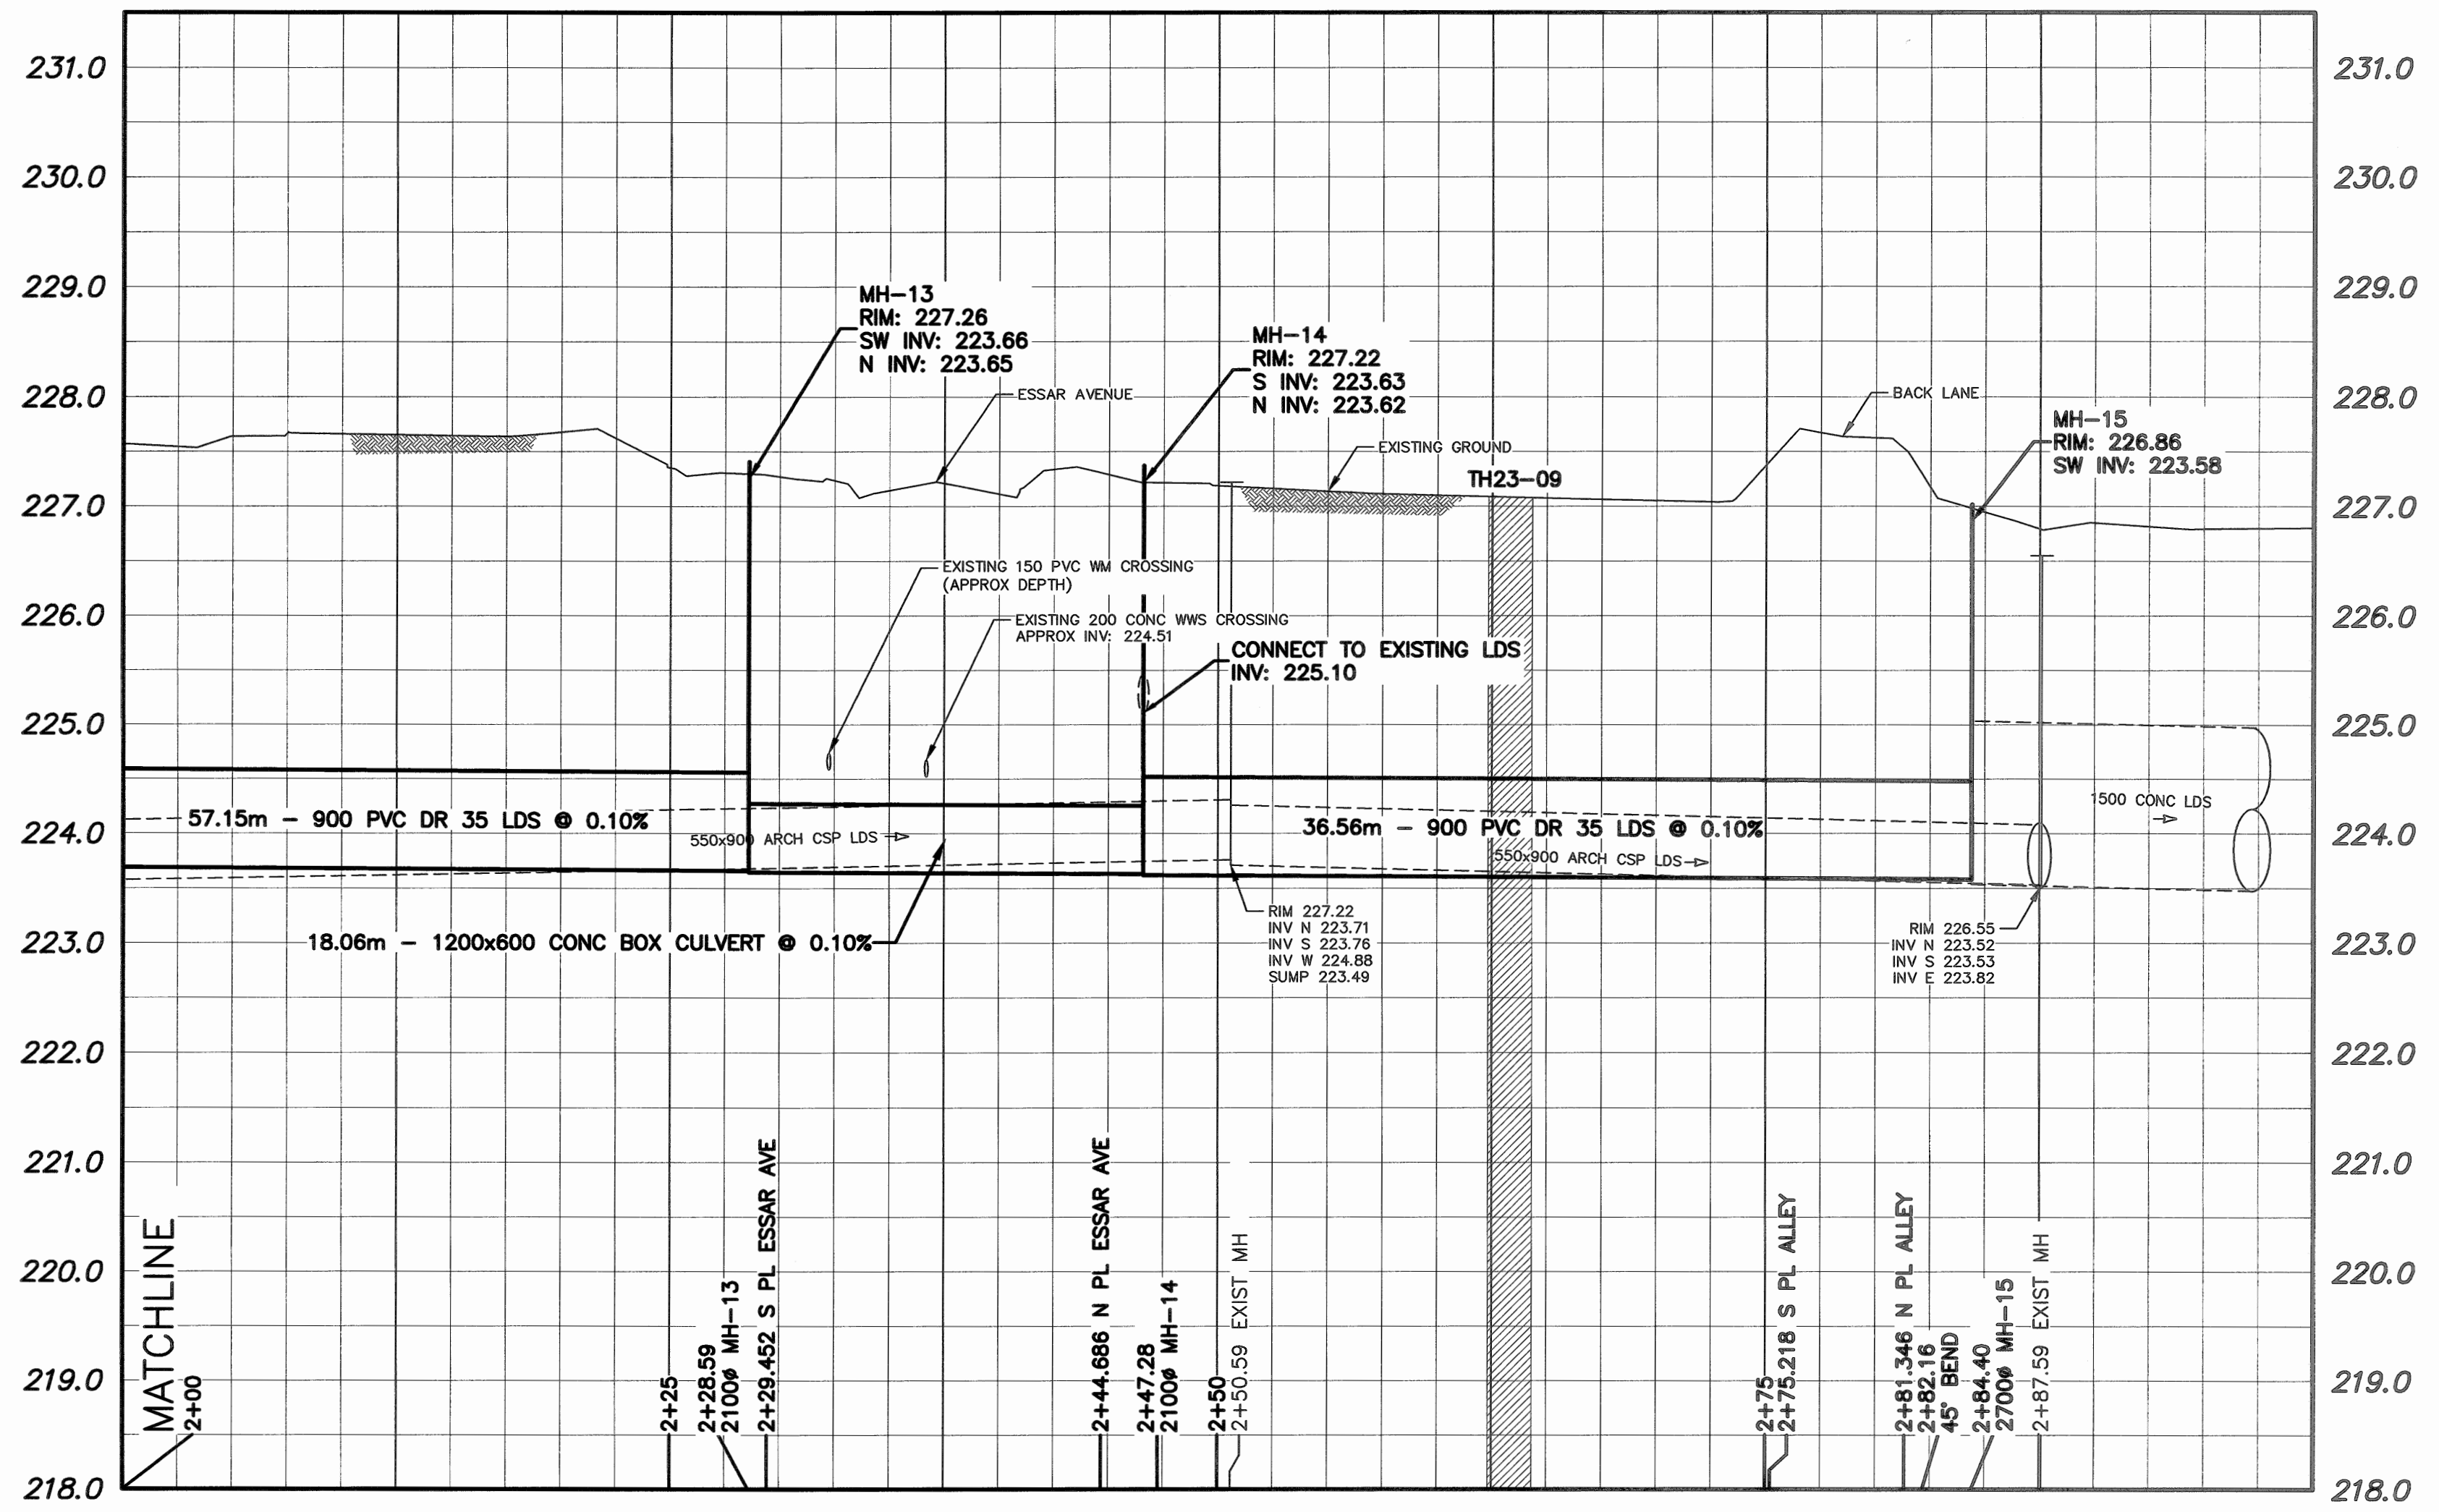 231.0
231.0
230.0
230.0
229.0
229.0
MH-13
RIM: 227.26
SW INV: 223.66
N INV: 223.65
MH-14
RIM: 227.22
S INV: 223.63
N INV: 223.62
228.0
228.0
ESSAR AVENUE
BACK LANE
MH-15
RIM: 226.86
SW INV: 223.58
EXISTING GROUND
TH23-09
227.0
227.0
EXISTING 150 PVC WM CROSSING
(APPROX DEPTH)
226.0
226.0
EXISTING 200 CONC WWS CROSSING
APPROX INV: 224.51
CONNECT TO EXISTING LDS
INV: 225.10
225.0
225.0
1500 CONC LDS
57.15m - 900 PVC DR 35 LDS @ 0.10%
36.56m - 900 PVC DR 35 LDS @ 0.10%
224.0
224.0
550x900 ARCH CSP LDS
550x900 ARCH CSP LDS
18.06m - 1200x600 CONC BOX CULVERT @ 0.10%
223.0
223.0
RIM 227.22
INV N 223.71
INV S 223.76
INV W 224.88
SUMP 223.49
RIM 226.55
INV N 223.52
INV S 223.53
INV E 223.82
222.0
222.0
221.0
221.0
220.0
220.0
219.0
219.0
218.0
218.0
MATCHLINE
2+00
2+25
2+28.59
2100ø MH-13
2+29.452 S PL ESSAR AVE
2+44.686 N PL ESSAR AVE
2+47.28
2100ø MH-14
2+50
2+50.59 EXIST MH
2+75
2+75.218 S PL ALLEY
2+81.346 N PL ALLEY
2+82.16
45° BEND
2+84.40
2700ø MH-15
2+87.59 EXIST MH